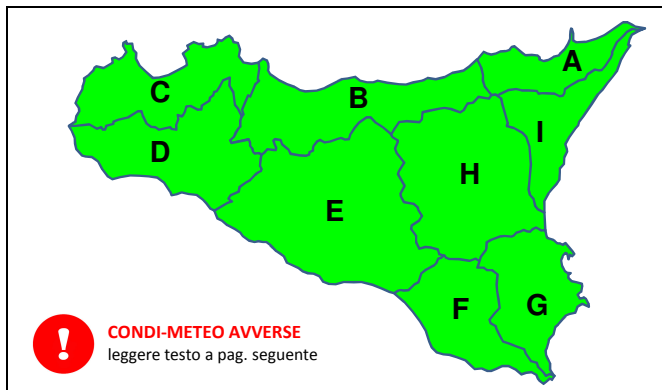 A
B
C
I
D
H
E
F
G
!
CONDI-METEO AVVERSE
leggere testo a pag. seguente